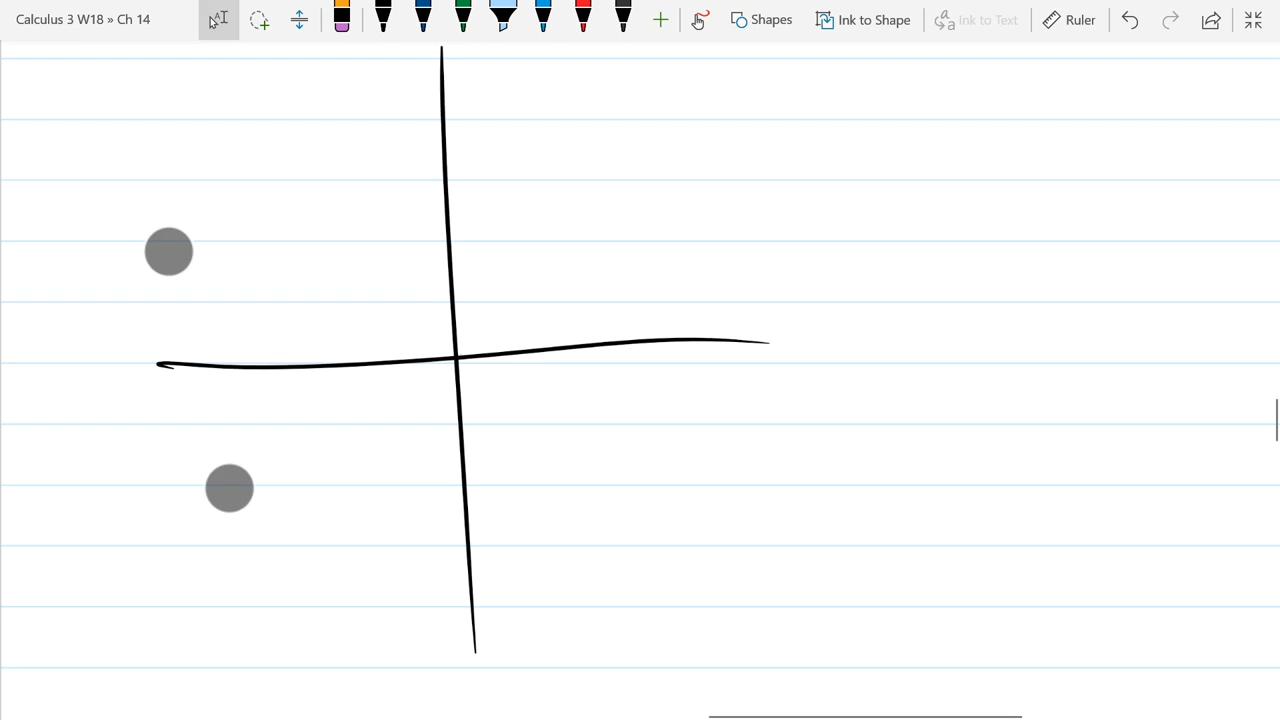 Calculus 3 W18 » Ch 14
Shapes
Ink to Shape
Ink to Text
Ruler